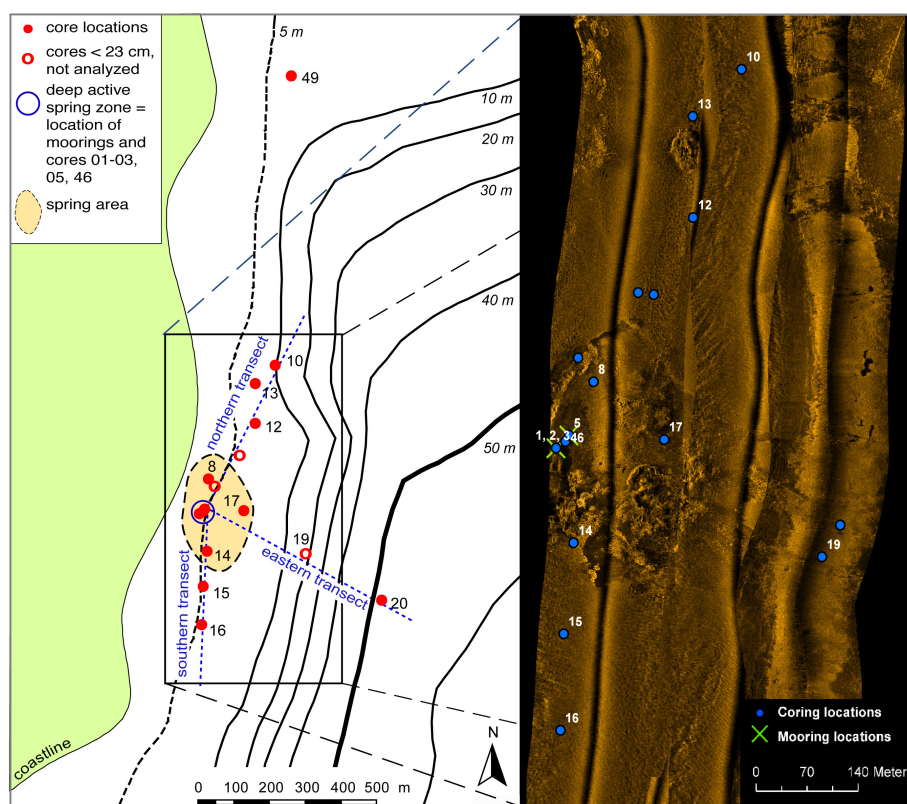 core locations
cores < 23 cm,
not analyzed
deep active
spring zone =
location of
moorings and
cores 01-03,
05, 46
spring area
5 m
49
10 m
20 m
30 m
40 m
50 m
northern transect
10
13
12
8
17
14
19
eastern transect
15
20
16
southern transect
coastline
N
0 100 200 300 400 500 m
10
13
12
8
5
1, 2, 3
46
17
14
19
15
16
Coring locations
Mooring locations
0 70 140 Meter